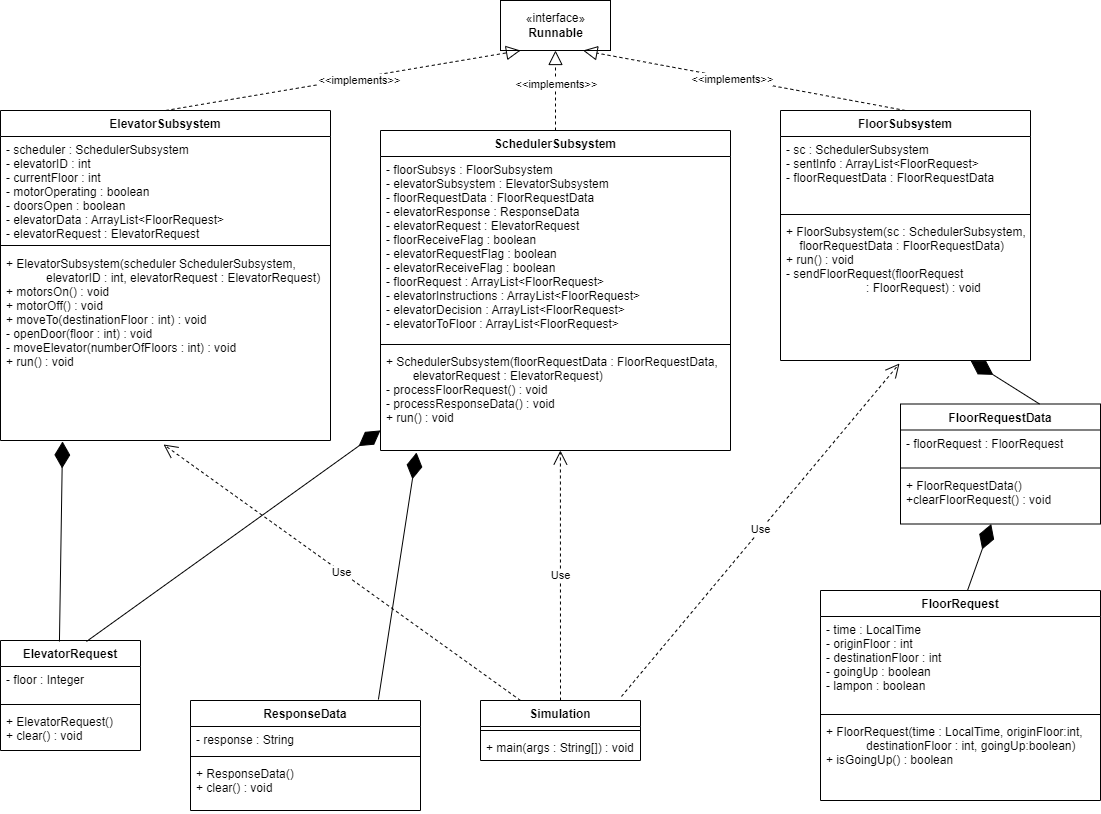 «interface»
Runnable
<<implements>>
<<implements>>
<<implements>>
ElevatorSubsystem
- scheduler : SchedulerSubsystem
- elevatorID : int
- currentFloor : int
- motorOperating : boolean
- doorsOpen : boolean
- elevatorData : ArrayList<FloorRequest>
- elevatorRequest : ElevatorRequest
+ ElevatorSubsystem(scheduler SchedulerSubsystem,
elevatorID : int, elevatorRequest : ElevatorRequest)
+ motorsOn() : void
+ motorOff() : void
+ moveTo(destinationFloor : int) : void
- openDoor(floor : int) : void
- moveElevator(numberOfFloors : int) : void
+ run() : void
SchedulerSubsystem
- floorSubsys : FloorSubsystem
- elevatorSubsystem : ElevatorSubsystem
- floorRequestData : FloorRequestData
- elevatorResponse : ResponseData
- elevatorRequest : ElevatorRequest
- floorReceiveFlag : boolean
- elevatorRequestFlag : boolean
- elevatorReceiveFlag : boolean
- floorRequest : ArrayList<FloorRequest>
- elevatorInstructions : ArrayList<FloorRequest>
- elevatorDecision : ArrayList<FloorRequest>
- elevatorToFloor : ArrayList<FloorRequest>
+ SchedulerSubsystem(floorRequestData : FloorRequestData,
elevatorRequest : ElevatorRequest)
- processFloorRequest() : void
- processResponseData() : void
+ run() : void
FloorSubsystem
- sc : SchedulerSubsystem
- sentInfo : ArrayList<FloorRequest>
- floorRequestData : FloorRequestData
+ FloorSubsystem(sc : SchedulerSubsystem,
floorRequestData : FloorRequestData)
+ run() : void
- sendFloorRequest(floorRequest
: FloorRequest) : void
FloorRequestData
- floorRequest : FloorRequest
+ FloorRequestData()
+clearFloorRequest() : void
Use
Use
Use
FloorRequest
- time : LocalTime
- originFloor : int
- destinationFloor : int
- goingUp : boolean
- lampon : boolean
+ FloorRequest(time : LocalTime, originFloor:int,
destinationFloor : int, goingUp:boolean)
+ isGoingUp() : boolean
ElevatorRequest
- floor : Integer
+ ElevatorRequest()
+ clear() : void
ResponseData
- response : String
+ ResponseData()
+ clear() : void
Simulation
+ main(args : String[]) : void